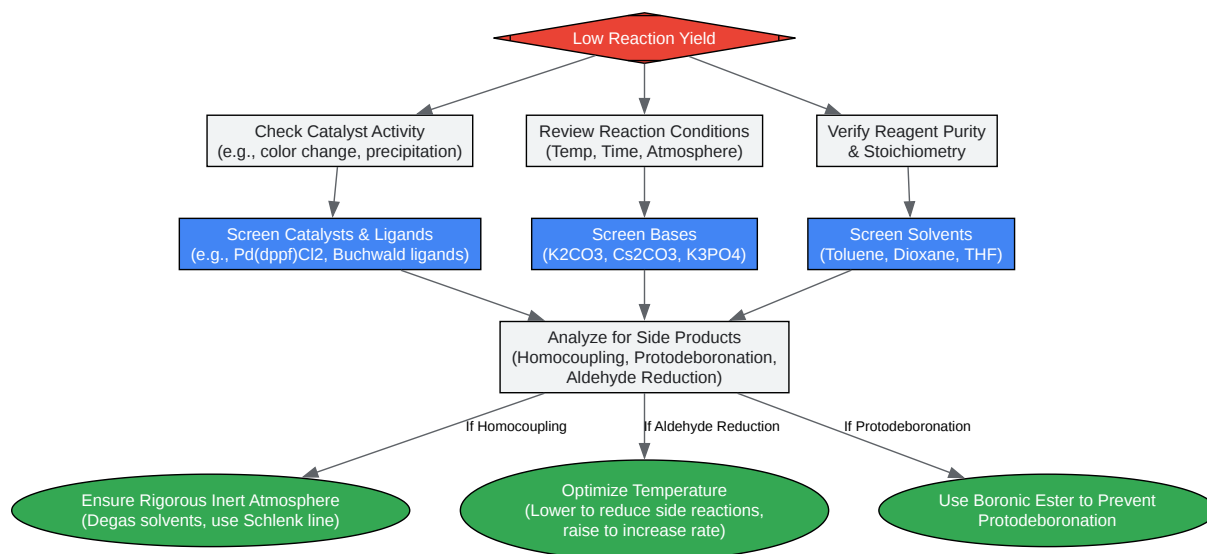 Low Reaction Yield
Check Catalyst Activity
(e.g., color change, precipitation)
Review Reaction Conditions
(Temp, Time, Atmosphere)
Verify Reagent Purity
& Stoichiometry
Screen Catalysts & Ligands
(e.g., Pd(dppf)Cl2, Buchwald ligands)
Screen Bases
(K2CO3, Cs2CO3, K3PO4)
Screen Solvents
(Toluene, Dioxane, THF)
Analyze for Side Products
(Homocoupling, Protodeboronation,
Aldehyde Reduction)
If Homocoupling
If Aldehyde Reduction
If Protodeboronation
Ensure Rigorous Inert Atmosphere
(Degas solvents, use Schlenk line)
Optimize Temperature
(Lower to reduce side reactions,
raise to increase rate)
Use Boronic Ester to Prevent
Protodeboronation